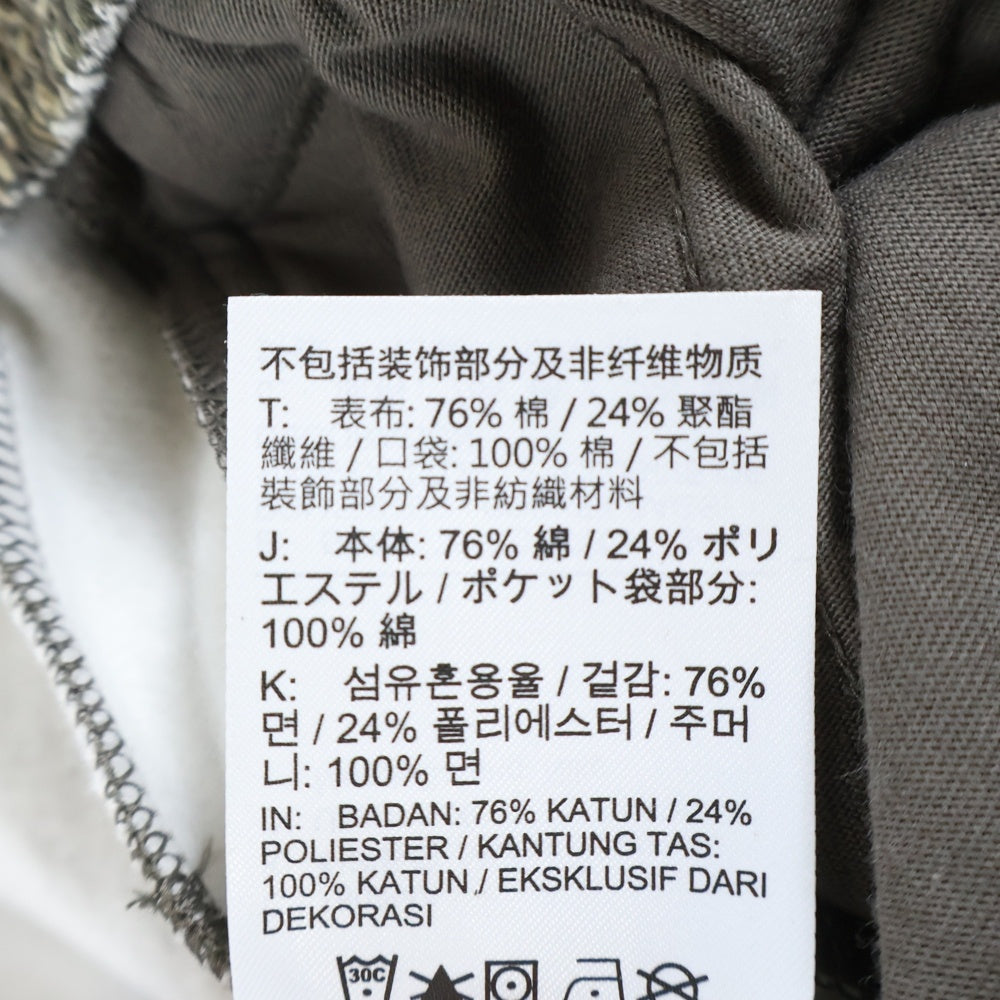 不包括装饰部分及非纤维物质
T: 表布: 76% 棉 / 24% 聚酯
纖維 / 口袋: 100% 棉 / 不包括
裝飾部分及非紡織材料
J: 本体: 76% 綿 / 24% ポリ
エステル / ポケット袋部分:
100% 綿
K: 섬유혼용율 / 겉감: 76%
면 / 24% 폴리에스터 / 주머
니: 100% 면
IN: BADAN: 76% KATUN / 24%
POLIESTER / KANTUNG TAS:
100% KATUN / EKSKLUSIF DARI
DEKORASI
30C